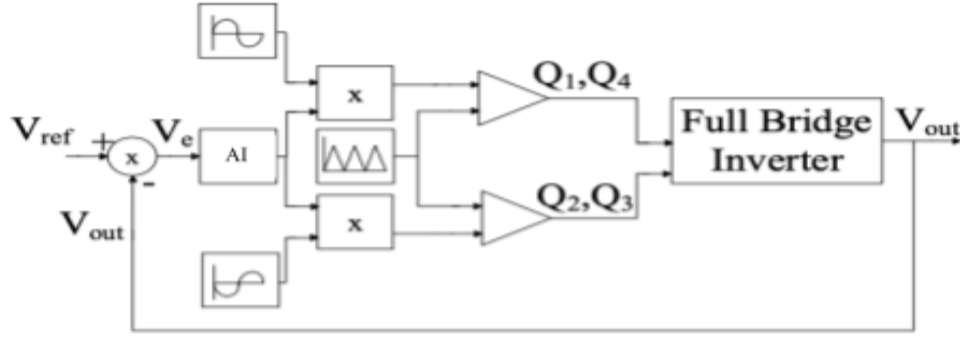 x
Q1,Q4
Vref
+
x
Ve
AI
Full Bridge
Inverter
Vout
-
Q2,Q3
Vout
x